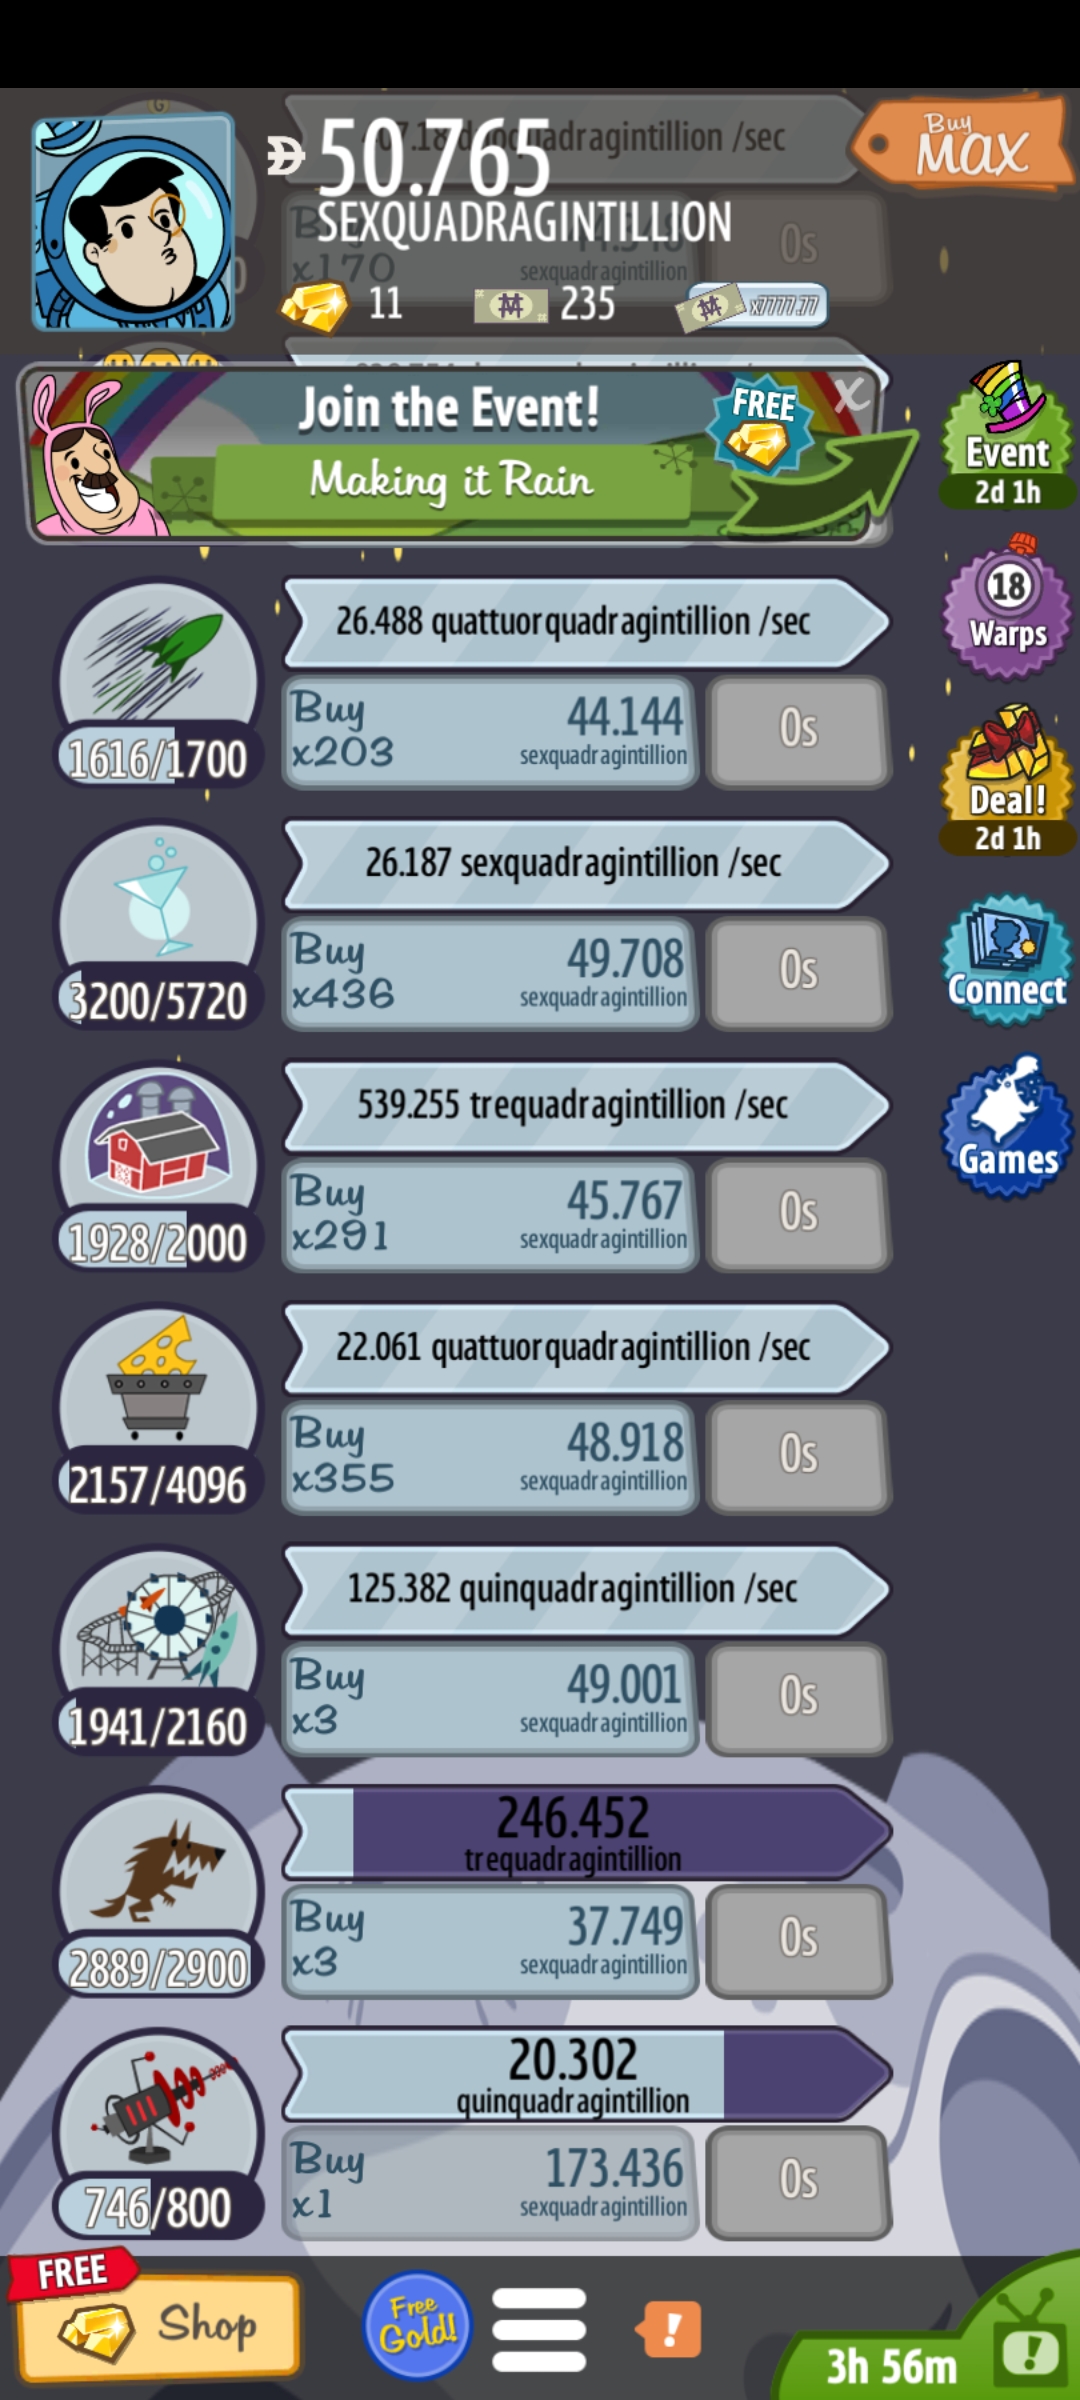 50.765
SEXQUADRAGINTILLION
Buy
MAX
/sec
x170
sexquadragintillion
0s
11
235
x7777.77
Join the Event!
FREE
X
Making it Rain
Event
2d 1h
18
Warps
Deal!
2d 1h
Connect
Games
26.488 quattuorquadragintillion /sec
Buy
x203
44.144
sexquadragintillion
0s
1616/1700
26.187 sexquadragintillion /sec
Buy
x436
49.708
sexquadragintillion
0s
3200/5720
539.255 trequadragintillion /sec
Buy
x291
45.767
sexquadragintillion
0s
1928/2000
22.061 quattuorquadragintillion /sec
Buy
x355
48.918
sexquadragintillion
0s
2157/4096
125.382 quinquadragintillion /sec
Buy
x3
49.001
sexquadragintillion
0s
1941/2160
246.452
trequadragintillion
Buy
x3
37.749
sexquadragintillion
0s
2889/2900
20.302
quinquadragintillion
Buy
x1
173.436
sexquadragintillion
0s
746/800
FREE
Shop
Free
Gold!
!
3h 56m
!